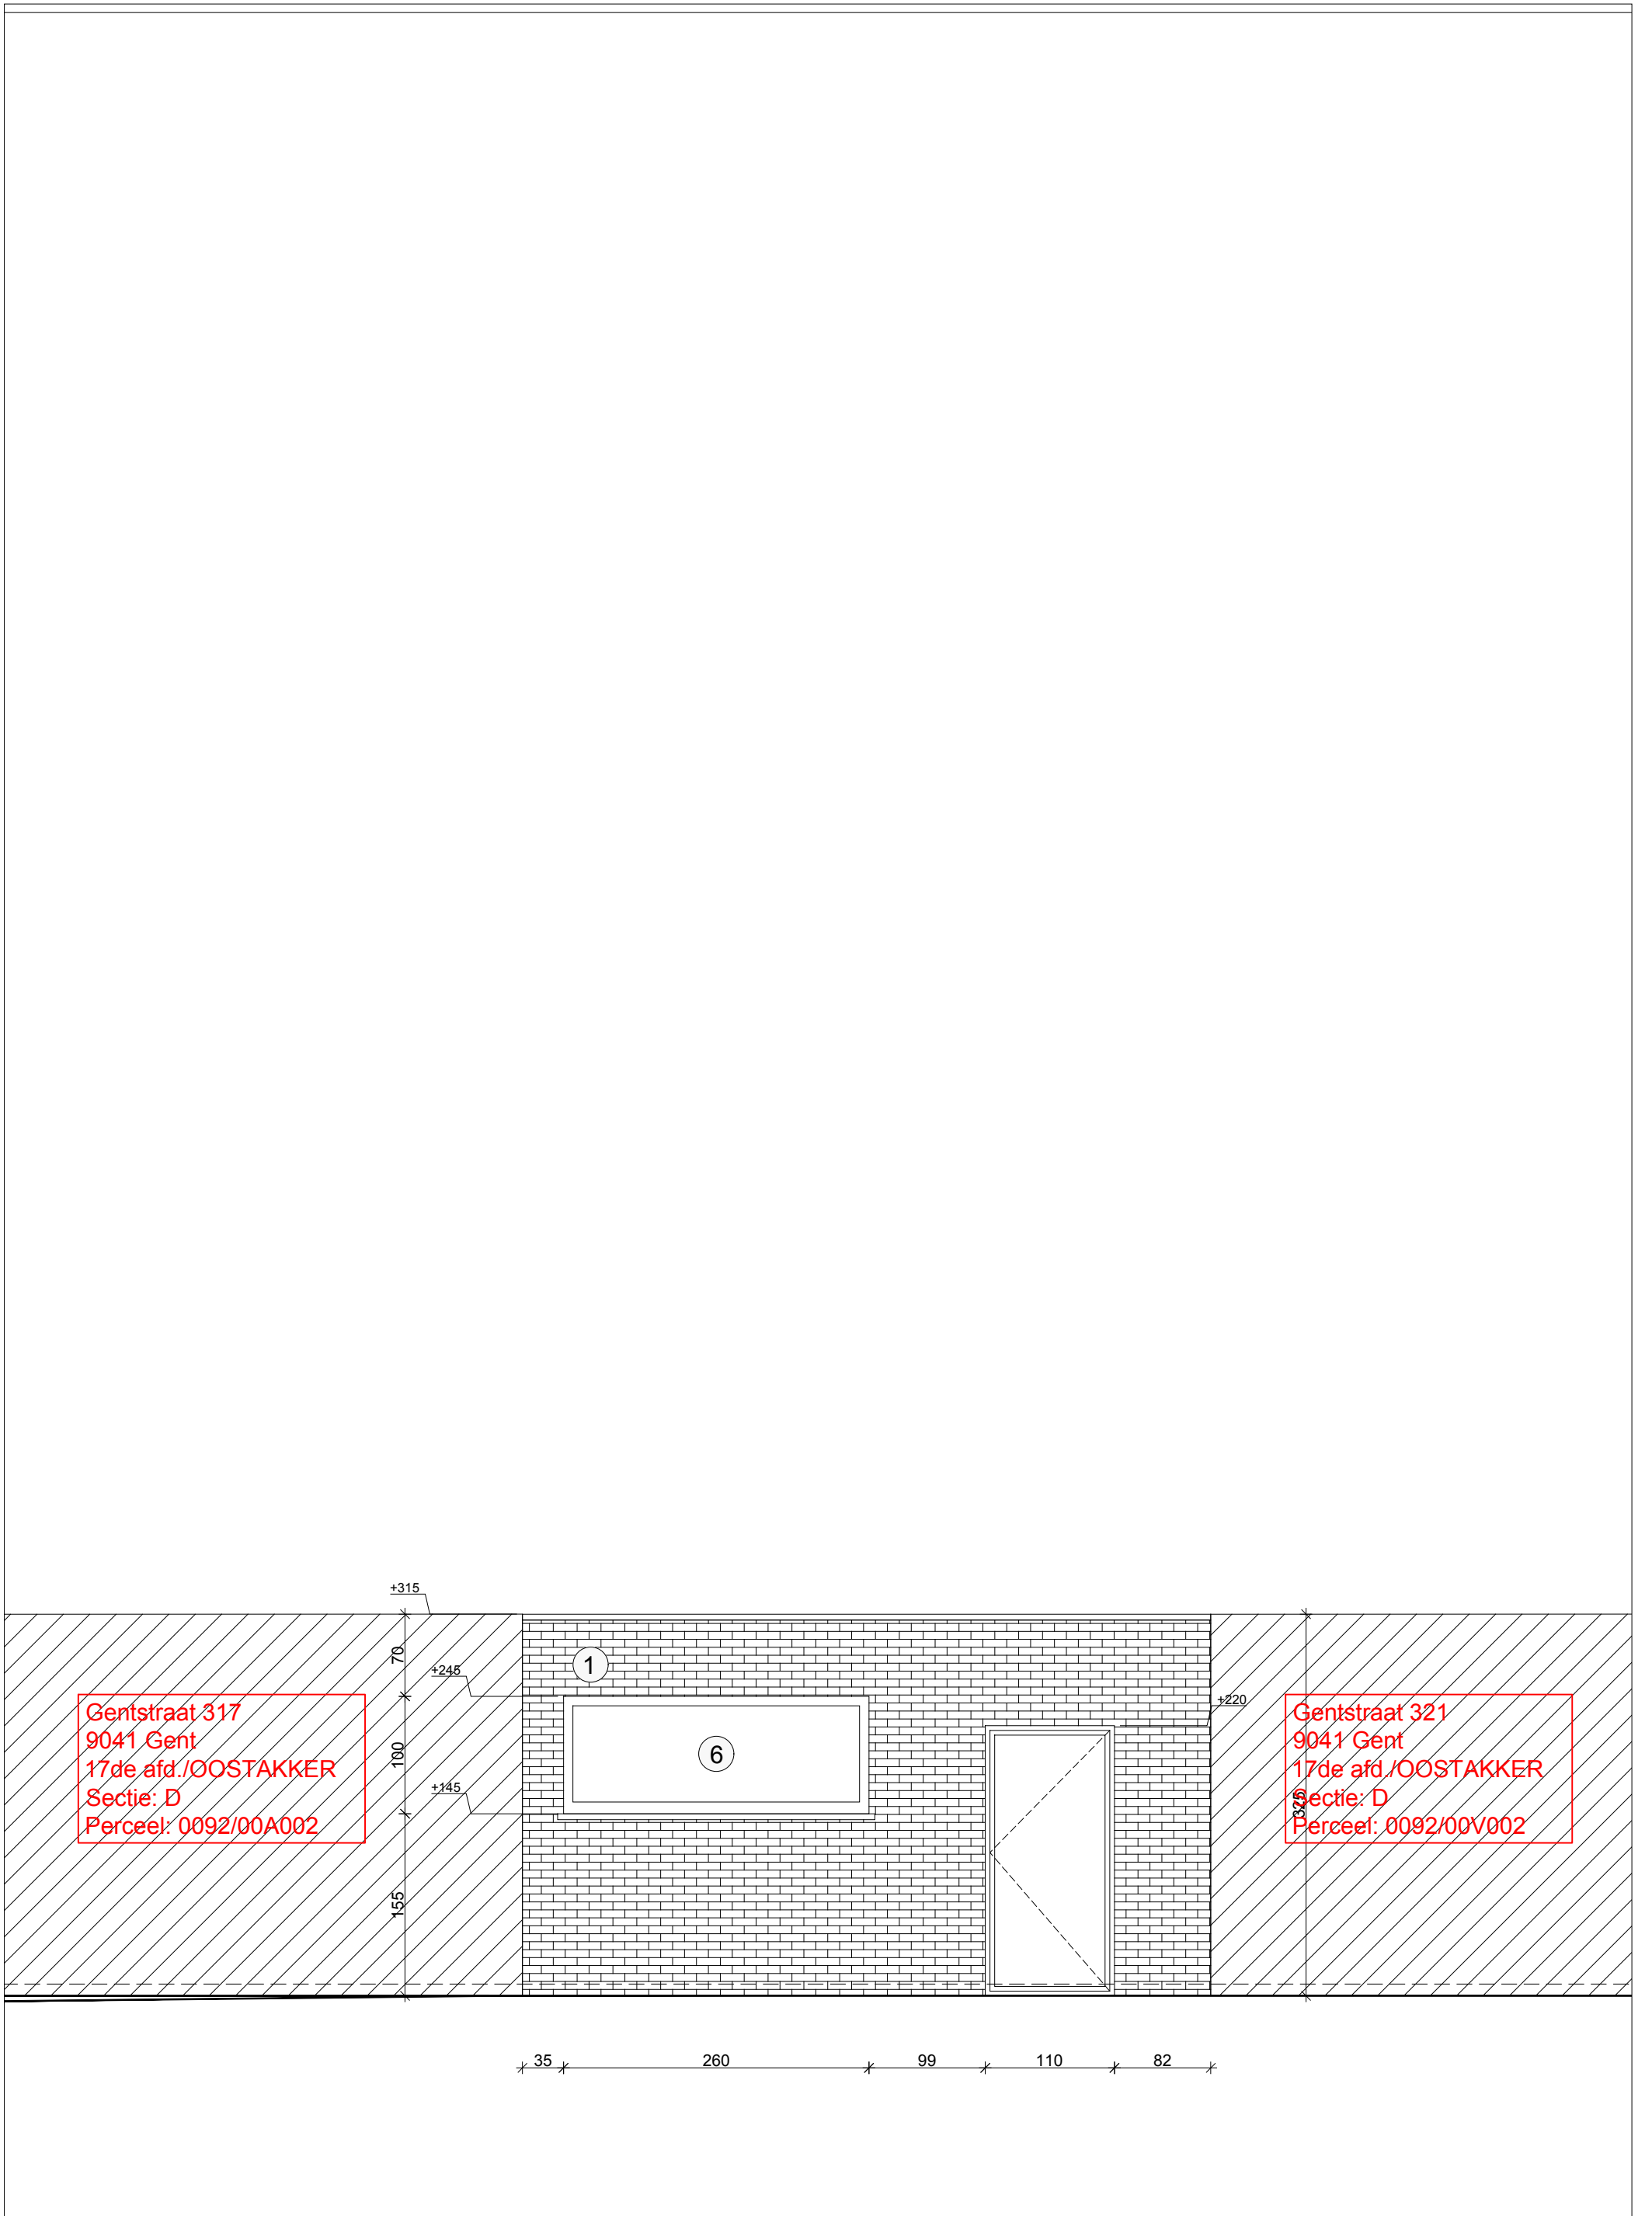 +315
70
1
+245
+220
Gentstraat 317
9041 Gent
17de afd./OOSTAKKER
Sectie: D
Perceel: 0092/00A002
100
6
+145
155
Gentstraat 321
9041 Gent
17de afd./OOSTAKKER
Sectie: D
Perceel: 0092/00V002
325
35
260
99
110
82